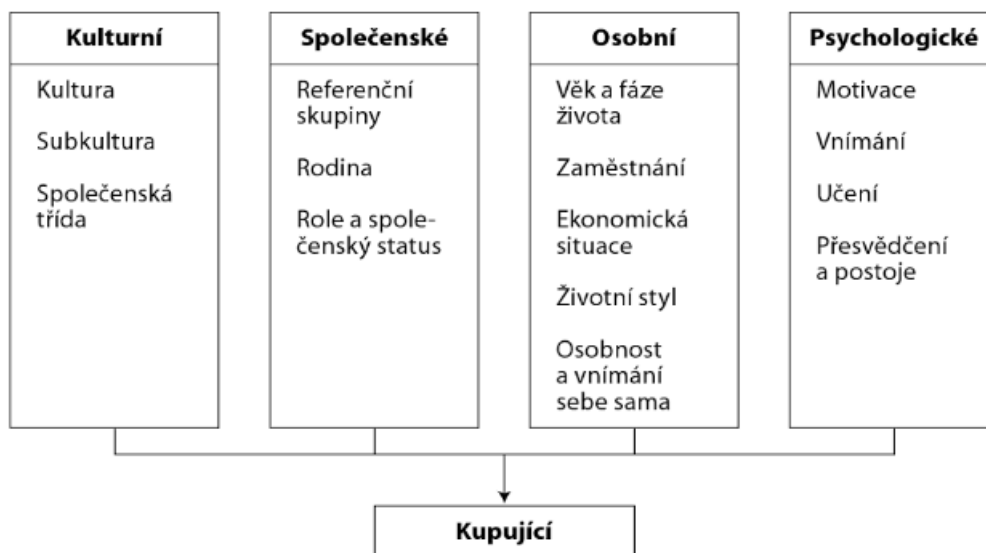 Kulturní
Kultura
Subkultura
Společenská
třída
Společenské
Referenční
skupiny
Rodina
Role a spole-
čenský status
Osobní
Věk a fáze
života
Zaměstnání
Ekonomická
situace
Životní styl
Osobnost
a vnímání
sebe sama
Psychologické
Motivace
Vnímání
Učení
Přesvědčení
a postoje
Kupující